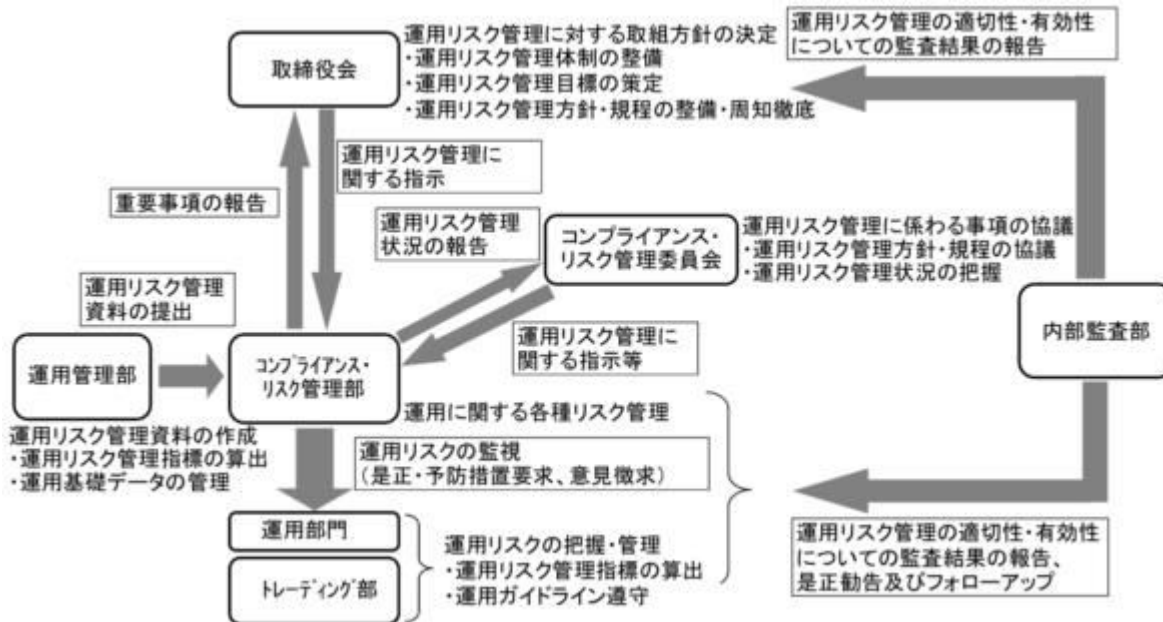 運用リスク管理に対する取組方針の決定
・運用リスク管理体制の整備
・運用リスク管理目標の策定
・運用リスク管理方針・規程の整備・周知徹底
取締役会
運用リスク管理の適切性・有効性
についての監査結果の報告
運用リスク管理に
関する指示
重要事項の報告
運用リスク管理
状況の報告
コンプライアンス・
リスク管理委員会
運用リスク管理に係わる事項の協議
・運用リスク管理方針・規程の協議
・運用リスク管理状況の把握
運用リスク管理
資料の提出
運用リスク管理に
関する指示等
内部監査部
運用管理部
コンプライアンス・
リスク管理部
運用に関する各種リスク管理
運用リスク管理資料の作成
・運用リスク管理指標の算出
・運用基礎データの管理
運用リスクの監視
（是正・予防措置要求、意見徴求）
運用部門
トレーディング部
運用リスクの把握・管理
・運用リスク管理指標の算出
・運用ガイドライン遵守
運用リスク管理の適切性・有効性
についての監査結果の報告、
是正勧告及びフォローアップ